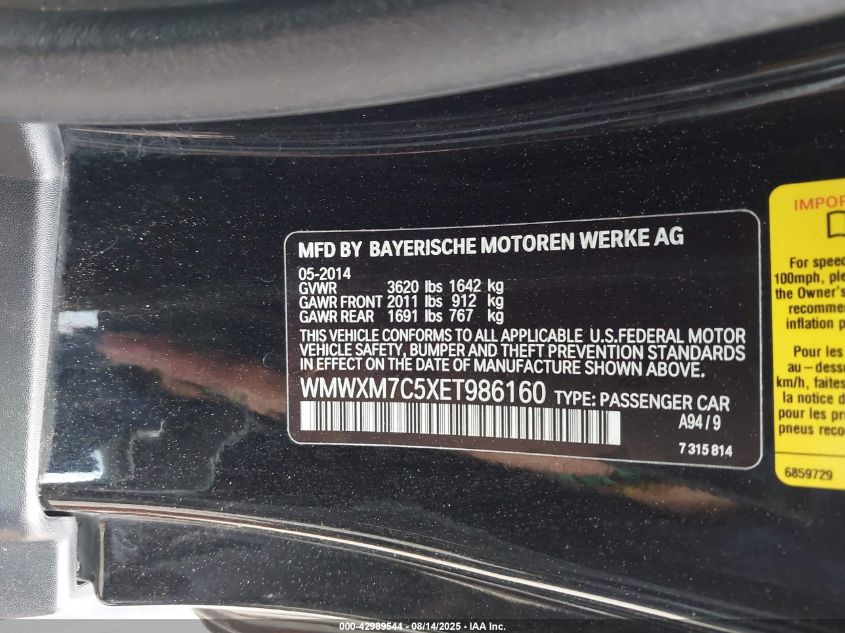 MFD BY BAYERISCHE MOTOREN WERKE AG
05-2014
GVWR 3620 lbs 1642 kg
GAWR FRONT 2011 lbs 912 kg
GAWR REAR 1691 lbs 767 kg
THIS VEHICLE CONFORMS TO ALL APPLICABLE U.S.FEDERAL MOTOR
VEHICLE SAFETY, BUMPER AND THEFT PREVENTION STANDARDS
IN EFFECT ON THE DATE OF MANUFACTURE SHOWN ABOVE.
WMWXM7C5XET986160 TYPE: PASSENGER CAR
A94/9
7 315 814
For speed
100mph, ple
the Owner's
recomme
inflation p
Pour les
au-dess
km/h, faites
la notice d
pour les p
pneus reco
6859729
000-42989544 - 08/14/2025 - IAA Inc.